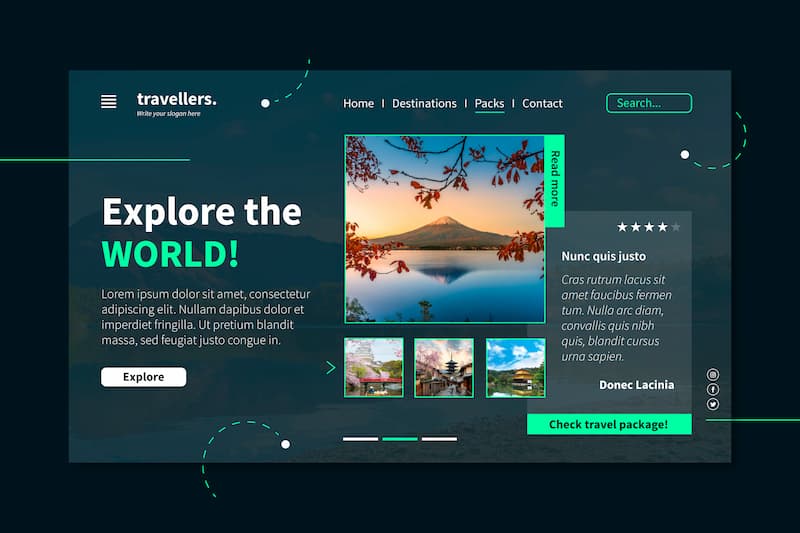 travellers.
Write your slogan here
Home | Destinations | Packs | Contact
Search...
Read more
Explore the
WORLD!
Lorem ipsum dolor sit amet, consectetur
adipiscing elit. Nullam dapibus dolor et
imperdiet fringilla. Ut pretium blandit
massa, sed feugiat justo congue in.
Explore
Nunc quis justo
Cras rutrum lacus sit
amet faucibus fermen
tum. Nulla arc diam,
convallis quis nibh
quis, blandit cursus
urna sapien.
Donec Lacinia
Check travel package!